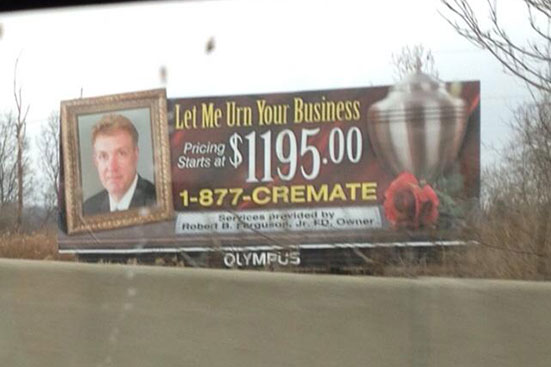 Let Me Urn Your Business
Pricing
Starts at $1195.00
1-877-CREMATE
Services provided by
Robert B. Ferguson, Jr. FD, Owner
OLYMPUS